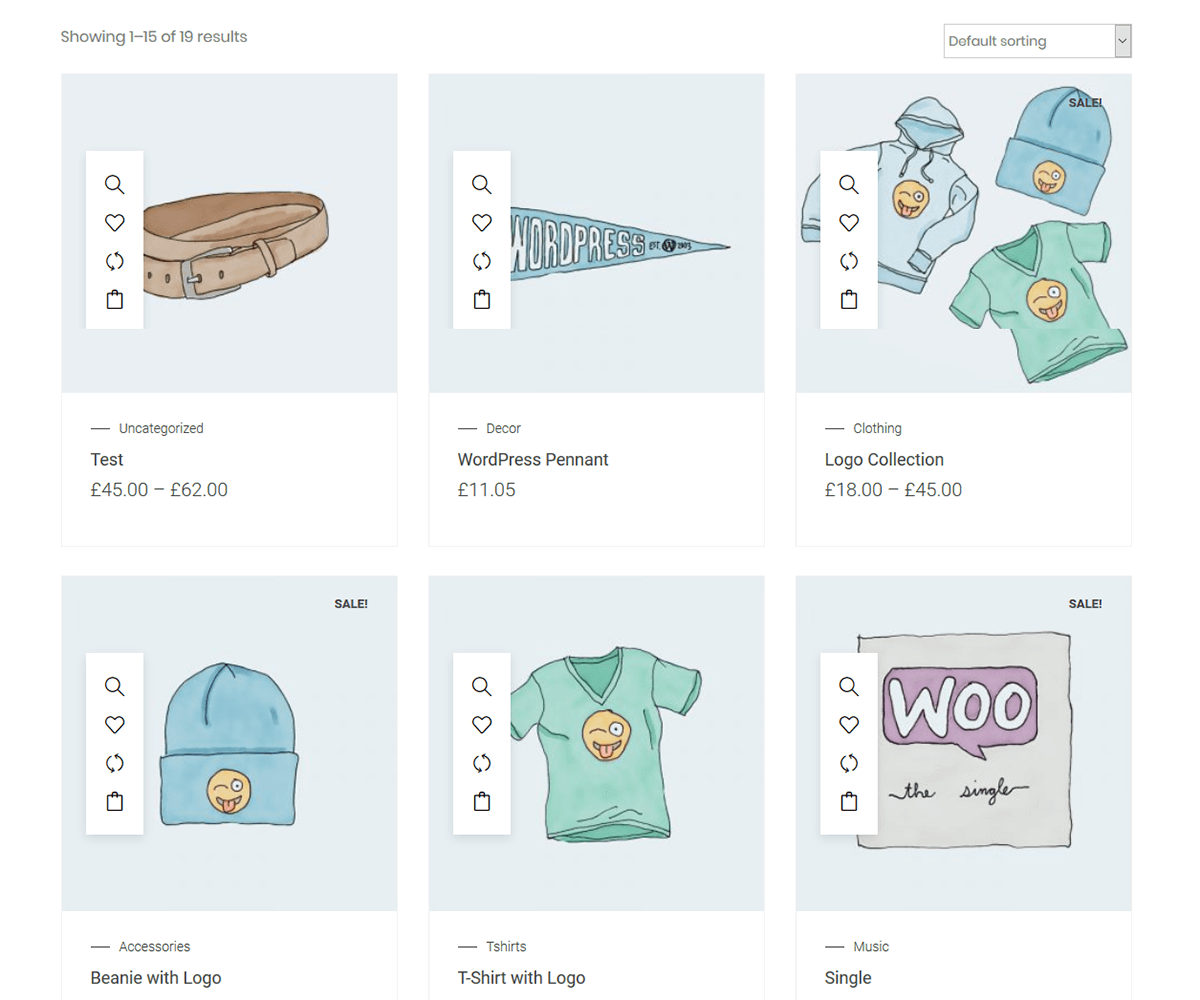 Showing 1–15 of 19 results
Default sorting
SALE!
WORDPRESS EST. W 2003
— Uncategorized
— Decor
— Clothing
Test
WordPress Pennant
Logo Collection
£45.00 – £62.00
£11.05
£18.00 – £45.00
SALE!
SALE!
WOO
the single
— Accessories
— Tshirts
— Music
Beanie with Logo
T-Shirt with Logo
Single